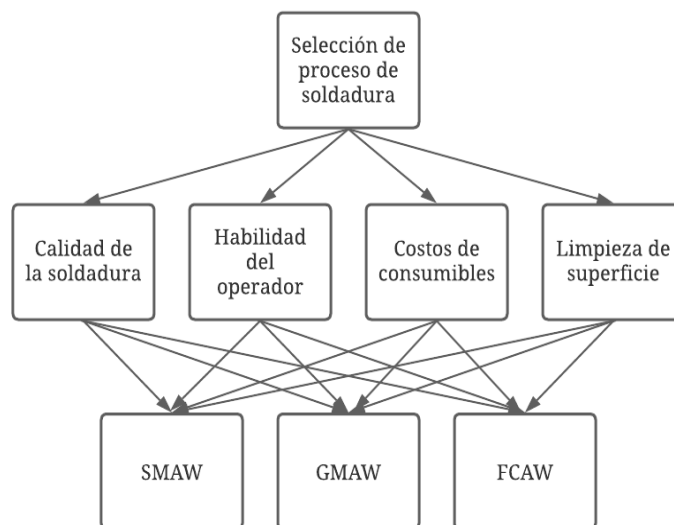 Selección de
proceso de
soldadura
Calidad de
la soldadura
Habilidad
del
operador
Costos de
consumibles
Limpieza de
superficie
SMAW
GMAW
FCAW